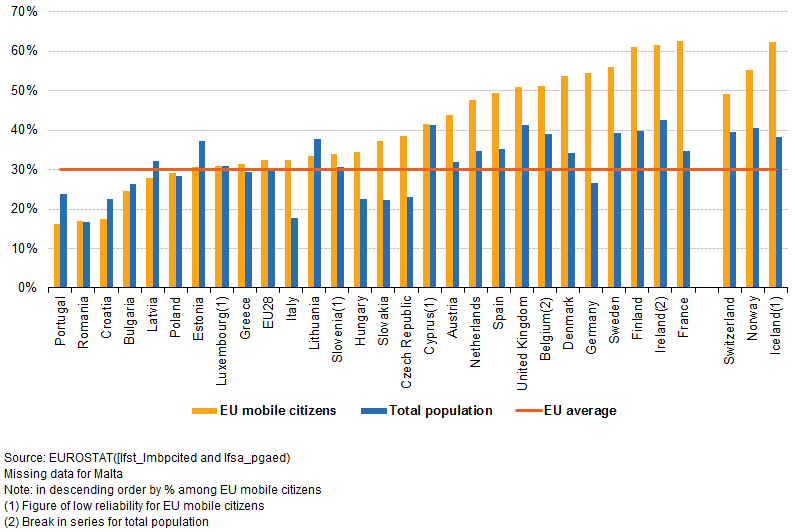 70%
60%
50%
40%
30%
20%
10%
0%
Portugal
Romania
Croatia
Bulgaria
Latvia
Poland
Estonia
Luxembourg(1)
Greece
EU28
Italy
Lithuania
Slovenia(1)
Hungary
Slovakia
Czech Republic
Cyprus(1)
Austria
Netherlands
Spain
United Kingdom
Belgium(2)
Denmark
Germany
Sweden
Finland
Ireland(2)
France
Switzerland
Norway
Iceland(1)
EU mobile citizens Total population EU average
Source: EUROSTAT([lfst_lmbpcited and lfsa_pgaed)
Missing data for Malta
Note: in descending order by % among EU mobile citizens
(1) Figure of low reliability for EU mobile citizens
(2) Break in series for total population